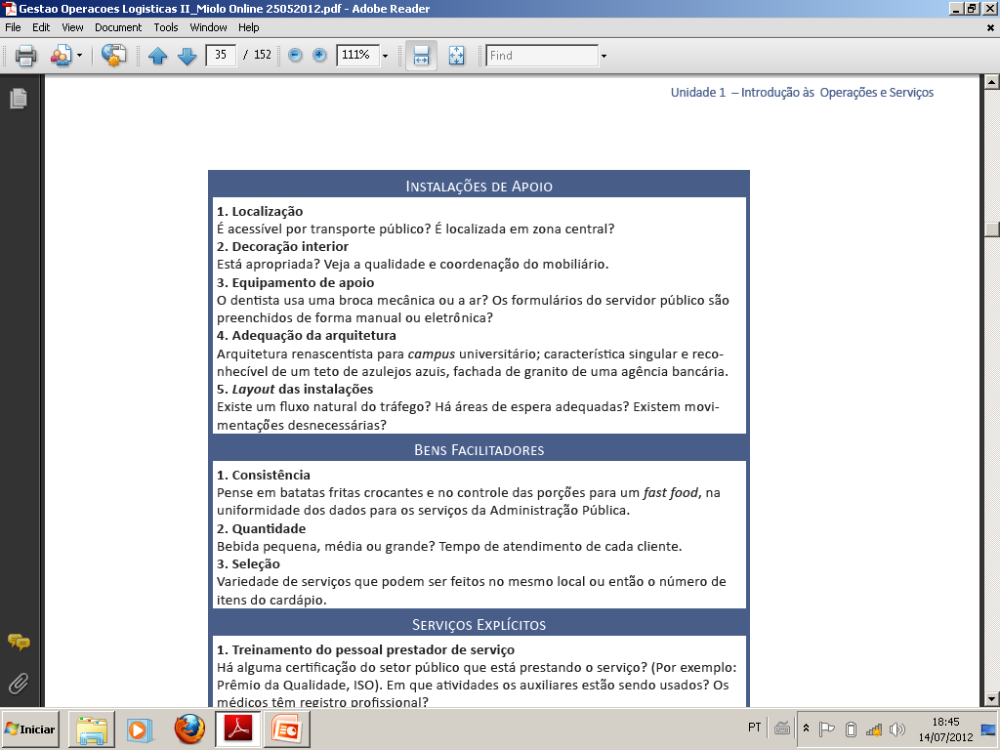 Gestao Operacoes Logisticas II_Miolo Online 25052012.pdf - Adobe Reader
File Edit View Document Tools Window Help
35 / 152 111% Find
Unidade 1 – Introdução às Operações e Serviços
Instalações de Apoio
1. Localização
É acessível por transporte público? É localizada em zona central?
2. Decoração interior
Está apropriada? Veja a qualidade e coordenação do mobiliário.
3. Equipamento de apoio
O dentista usa uma broca mecânica ou a ar? Os formulários do servidor público são
preenchidos de forma manual ou eletrônica?
4. Adequação da arquitetura
Arquitetura renascentista para campus universitário; característica singular e reco-
nhecível de um teto de azulejos azuis, fachada de granito de uma agência bancária.
5. Layout das instalações
Existe um fluxo natural do tráfego? Há áreas de espera adequadas? Existem movi-
mentações desnecessárias?
Bens Facilitadores
1. Consistência
Pense em batatas fritas crocantes e no controle das porções para um fast food, na
uniformidade dos dados para os serviços da Administração Pública.
2. Quantidade
Bebida pequena, média ou grande? Tempo de atendimento de cada cliente.
3. Seleção
Variedade de serviços que podem ser feitos no mesmo local ou então o número de
itens do cardápio.
Serviços Explícitos
1. Treinamento do pessoal prestador de serviço
Há alguma certificação do setor público que está prestando o serviço? (Por exemplo:
Prêmio da Qualidade, ISO). Em que atividades os auxiliares estão sendo usados? Os
médicos têm registro profissional?
Iniciar PT 18:45
14/07/2012